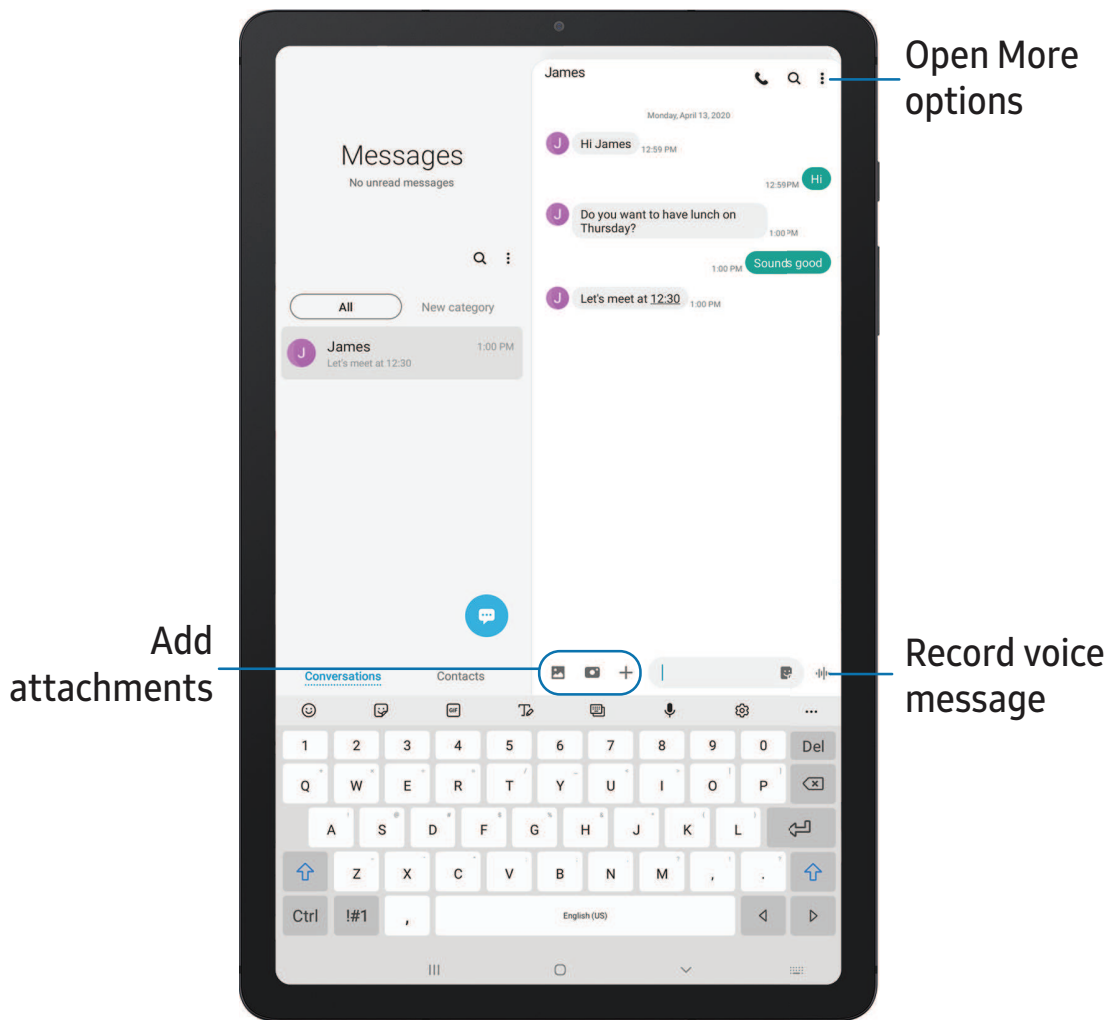 Open More
options
James
Monday, April 13, 2020
J
Hi James
12:59 PM
Messages
No unread messages
12:59 PM
Hi
J
Do you want to have lunch on
Thursday?
1:00 PM
1:00 PM
Sounds good
J
Let's meet at 12:30
1:00 PM
All
New category
J
James
1:00 PM
Let's meet at 12:30
Add
attachments
Record voice
message
Conversations
Contacts
GIF
T
1 2 3 4 5 6 7 8 9 0 Del
Q W E R T / Y U I O P
A S @ D # F $ G % H & J K ( L )
Z X C V B N M ? , ! . ?
Ctrl !#1 , English (US)